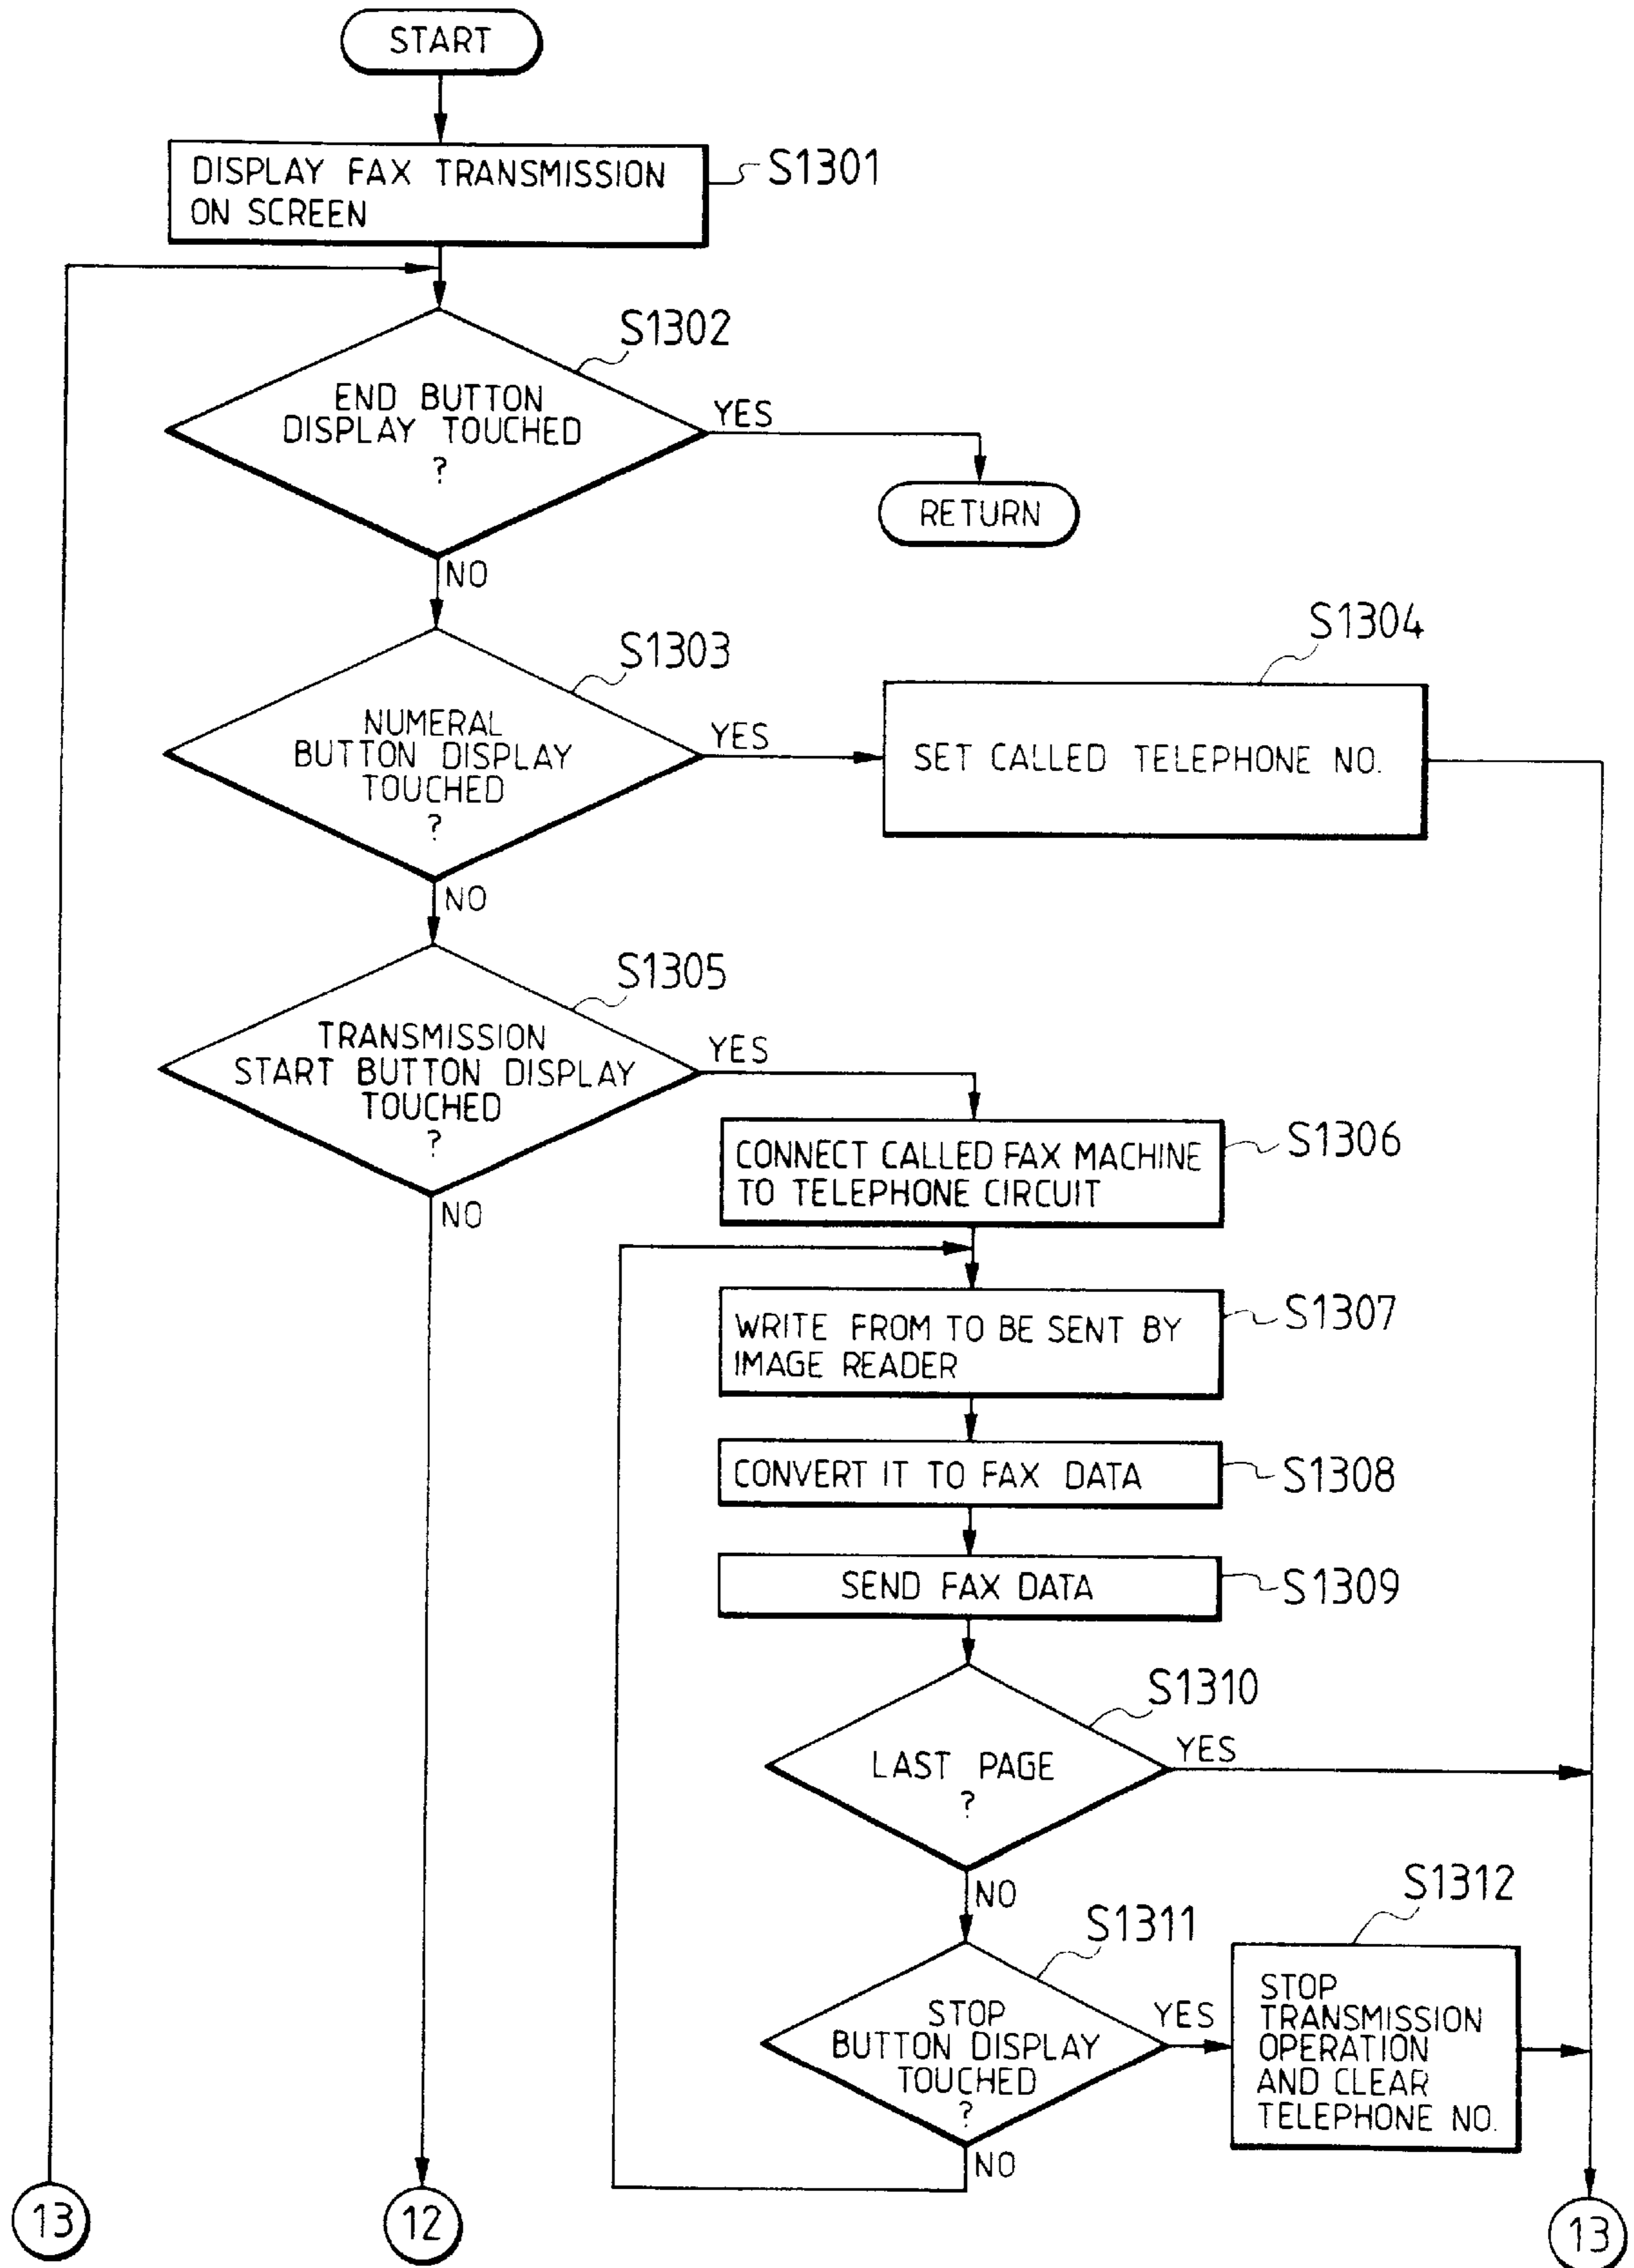 START
DISPLAY FAX TRANSMISSION
ON SCREEN
S1301
S1302
END BUTTON
DISPLAY TOUCHED
?
YES
RETURN
NO
S1303
NUMERAL
BUTTON DISPLAY
TOUCHED
?
YES
S1304
SET CALLED TELEPHONE NO.
NO
S1305
TRANSMISSION
START BUTTON DISPLAY
TOUCHED
?
YES
NO
CONNECT CALLED FAX MACHINE
TO TELEPHONE CIRCUIT
S1306
WRITE FROM TO BE SENT BY
IMAGE READER
S1307
CONVERT IT TO FAX DATA
S1308
SEND FAX DATA
S1309
S1310
LAST PAGE
?
YES
NO
S1311
STOP
BUTTON DISPLAY
TOUCHED
?
YES
NO
S1312
STOP
TRANSMISSION
OPERATION
AND CLEAR
TELEPHONE NO.
13
12
13